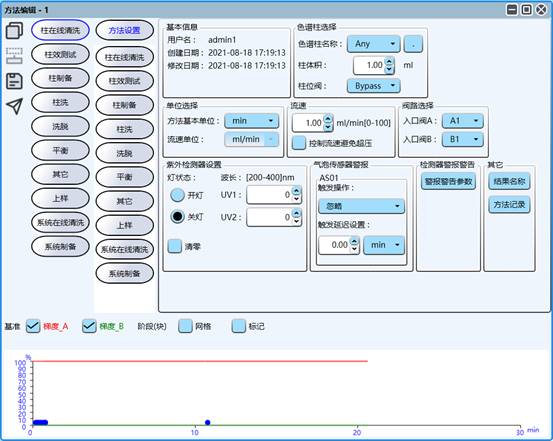 方法编辑 - 1
柱在线清洗
柱效测试
柱制备
柱洗
洗脱
平衡
其它
上样
系统在线清洗
系统制备
方法设置
柱在线清洗
柱效测试
柱制备
柱洗
洗脱
平衡
其它
上样
系统在线清洗
系统制备
基本信息
用户名： admin1
创建日期： 2021-08-18 17:19:13
修改日期： 2021-08-18 17:19:13
色谱柱选择
色谱柱名称： Any .
柱体积： 1.00 ml
柱位阀： Bypass
单位选择
方法基本单位： min
流速单位： ml/min
流速
1.00 ml/min[0-100]
控制流速避免超压
阀路选择
入口阀A： A1
入口阀B： B1
紫外检测器设置
灯状态： 波长： [200-400]nm
开灯 UV1： 0
关灯 UV2： 0
清零
气泡传感器警报
AS01
触发操作：
忽略
触发延迟设置：
0.00 min
检测器报警警告
警报警告参数
其它
结果名称
方法记录
基准 梯度_A 梯度_B 阶段(块) 网格 标记
%
100
90
80
70
60
50
40
30
20
10
0
0 10 20 30 min